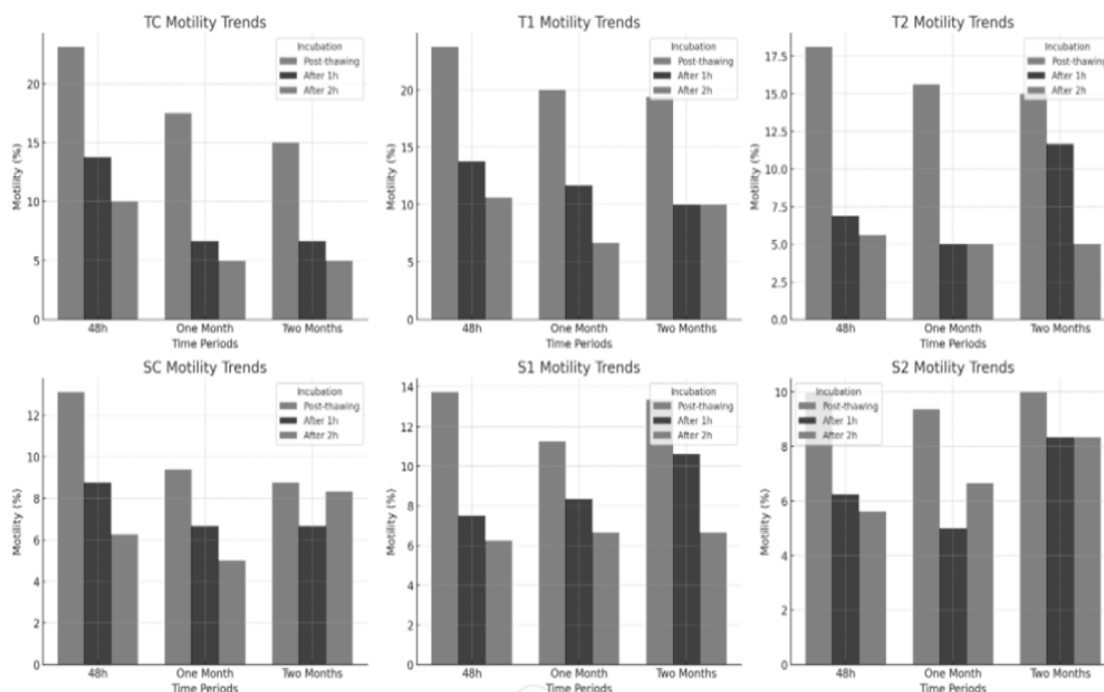 TC Motility Trends
Motility (%)
20
15
10
5
0
Incubation
Post-thawing
After 1h
After 2h
48h One Month Two Months
Time Periods
T1 Motility Trends
Motility (%)
20
15
10
5
0
Incubation
Post-thawing
After 1h
After 2h
48h One Month Two Months
Time Periods
T2 Motility Trends
Motility (%)
17.5
15.0
12.5
10.0
7.5
5.0
2.5
0.0
Incubation
Post-thawing
After 1h
After 2h
48h One Month Two Months
Time Periods
SC Motility Trends
Motility (%)
12
10
8
6
4
2
0
Incubation
Post-thawing
After 1h
After 2h
48h One Month Two Months
Time Periods
S1 Motility Trends
Motility (%)
14
12
10
8
6
4
2
0
Incubation
Post-thawing
After 1h
After 2h
48h One Month Two Months
Time Periods
S2 Motility Trends
Motility (%)
10
8
6
4
2
0
Incubation
Post-thawing
After 1h
After 2h
48h One Month Two Months
Time Periods